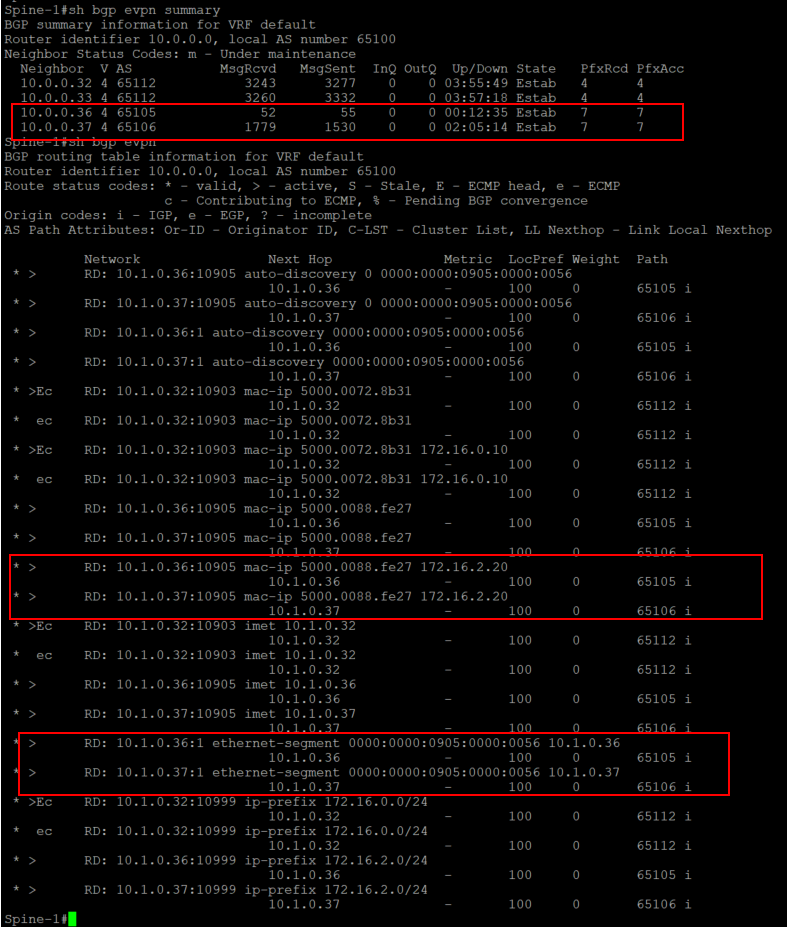 Spine-1#sh bgp evpn summary
BGP summary information for VRF default
Router identifier 10.0.0.0, local AS number 65100
Neighbor Status Codes: m - Under maintenance
  Neighbor  V AS           MsgRcvd   MsgSent  InQ OutQ  Up/Down State   PfxRcd PfxAcc
  10.0.0.32 4 65112           3243      3277    0    0 03:55:49 Estab   4      4
  10.0.0.33 4 65112           3260      3332    0    0 03:57:18 Estab   4      4
  10.0.0.36 4 65105             52        55    0    0 00:12:35 Estab   7      7
  10.0.0.37 4 65106           1779      1530    0    0 02:05:14 Estab   7      7
Spine-1#sh bgp evpn
BGP routing table information for VRF default
Router identifier 10.0.0.0, local AS number 65100
Route status codes: * - valid, > - active, S - Stale, E - ECMP head, e - ECMP
                    c - Contributing to ECMP, % - Pending BGP convergence
Origin codes: i - IGP, e - EGP, ? - incomplete
AS Path Attributes: Or-ID - Originator ID, C-LST - Cluster List, LL Nexthop - Link Local Nexthop
          Network                Next Hop              Metric  LocPref Weight  Path
 * >      RD: 10.1.0.36:10905 auto-discovery 0 0000:0000:0905:0000:0056
                                 10.1.0.36             -       100     0       65105 i
 * >      RD: 10.1.0.37:10905 auto-discovery 0 0000:0000:0905:0000:0056
                                 10.1.0.37             -       100     0       65106 i
 * >      RD: 10.1.0.36:1 auto-discovery 0000:0000:0905:0000:0056
                                 10.1.0.36             -       100     0       65105 i
 * >      RD: 10.1.0.37:1 auto-discovery 0000:0000:0905:0000:0056
                                 10.1.0.37             -       100     0       65106 i
 * >Ec    RD: 10.1.0.32:10903 mac-ip 5000.0072.8b31
                                 10.1.0.32             -       100     0       65112 i
 *  ec    RD: 10.1.0.32:10903 mac-ip 5000.0072.8b31
                                 10.1.0.32             -       100     0       65112 i
 * >Ec    RD: 10.1.0.32:10903 mac-ip 5000.0072.8b31 172.16.0.10
                                 10.1.0.32             -       100     0       65112 i
 *  ec    RD: 10.1.0.32:10903 mac-ip 5000.0072.8b31 172.16.0.10
                                 10.1.0.32             -       100     0       65112 i
 * >      RD: 10.1.0.36:10905 mac-ip 5000.0088.fe27
                                 10.1.0.36             -       100     0       65105 i
 * >      RD: 10.1.0.37:10905 mac-ip 5000.0088.fe27
                                 10.1.0.37             -       100     0       65106 i
 * >      RD: 10.1.0.36:10905 mac-ip 5000.0088.fe27 172.16.2.20
                                 10.1.0.36             -       100     0       65105 i
 * >      RD: 10.1.0.37:10905 mac-ip 5000.0088.fe27 172.16.2.20
                                 10.1.0.37             -       100     0       65106 i
 * >Ec    RD: 10.1.0.32:10903 imet 10.1.0.32
                                 10.1.0.32             -       100     0       65112 i
 *  ec    RD: 10.1.0.32:10903 imet 10.1.0.32
                                 10.1.0.32             -       100     0       65112 i
 * >      RD: 10.1.0.36:10905 imet 10.1.0.36
                                 10.1.0.36             -       100     0       65105 i
 * >      RD: 10.1.0.37:10905 imet 10.1.0.37
                                 10.1.0.37             -       100     0       65106 i
 * >      RD: 10.1.0.36:1 ethernet-segment 0000:0000:0905:0000:0056 10.1.0.36
                                 10.1.0.36             -       100     0       65105 i
 * >      RD: 10.1.0.37:1 ethernet-segment 0000:0000:0905:0000:0056 10.1.0.37
                                 10.1.0.37             -       100     0       65106 i
 * >Ec    RD: 10.1.0.32:10999 ip-prefix 172.16.0.0/24
                                 10.1.0.32             -       100     0       65112 i
 *  ec    RD: 10.1.0.32:10999 ip-prefix 172.16.0.0/24
                                 10.1.0.32             -       100     0       65112 i
 * >      RD: 10.1.0.36:10999 ip-prefix 172.16.2.0/24
                                 10.1.0.36             -       100     0       65105 i
 * >      RD: 10.1.0.37:10999 ip-prefix 172.16.2.0/24
                                 10.1.0.37             -       100     0       65106 i
Spine-1#